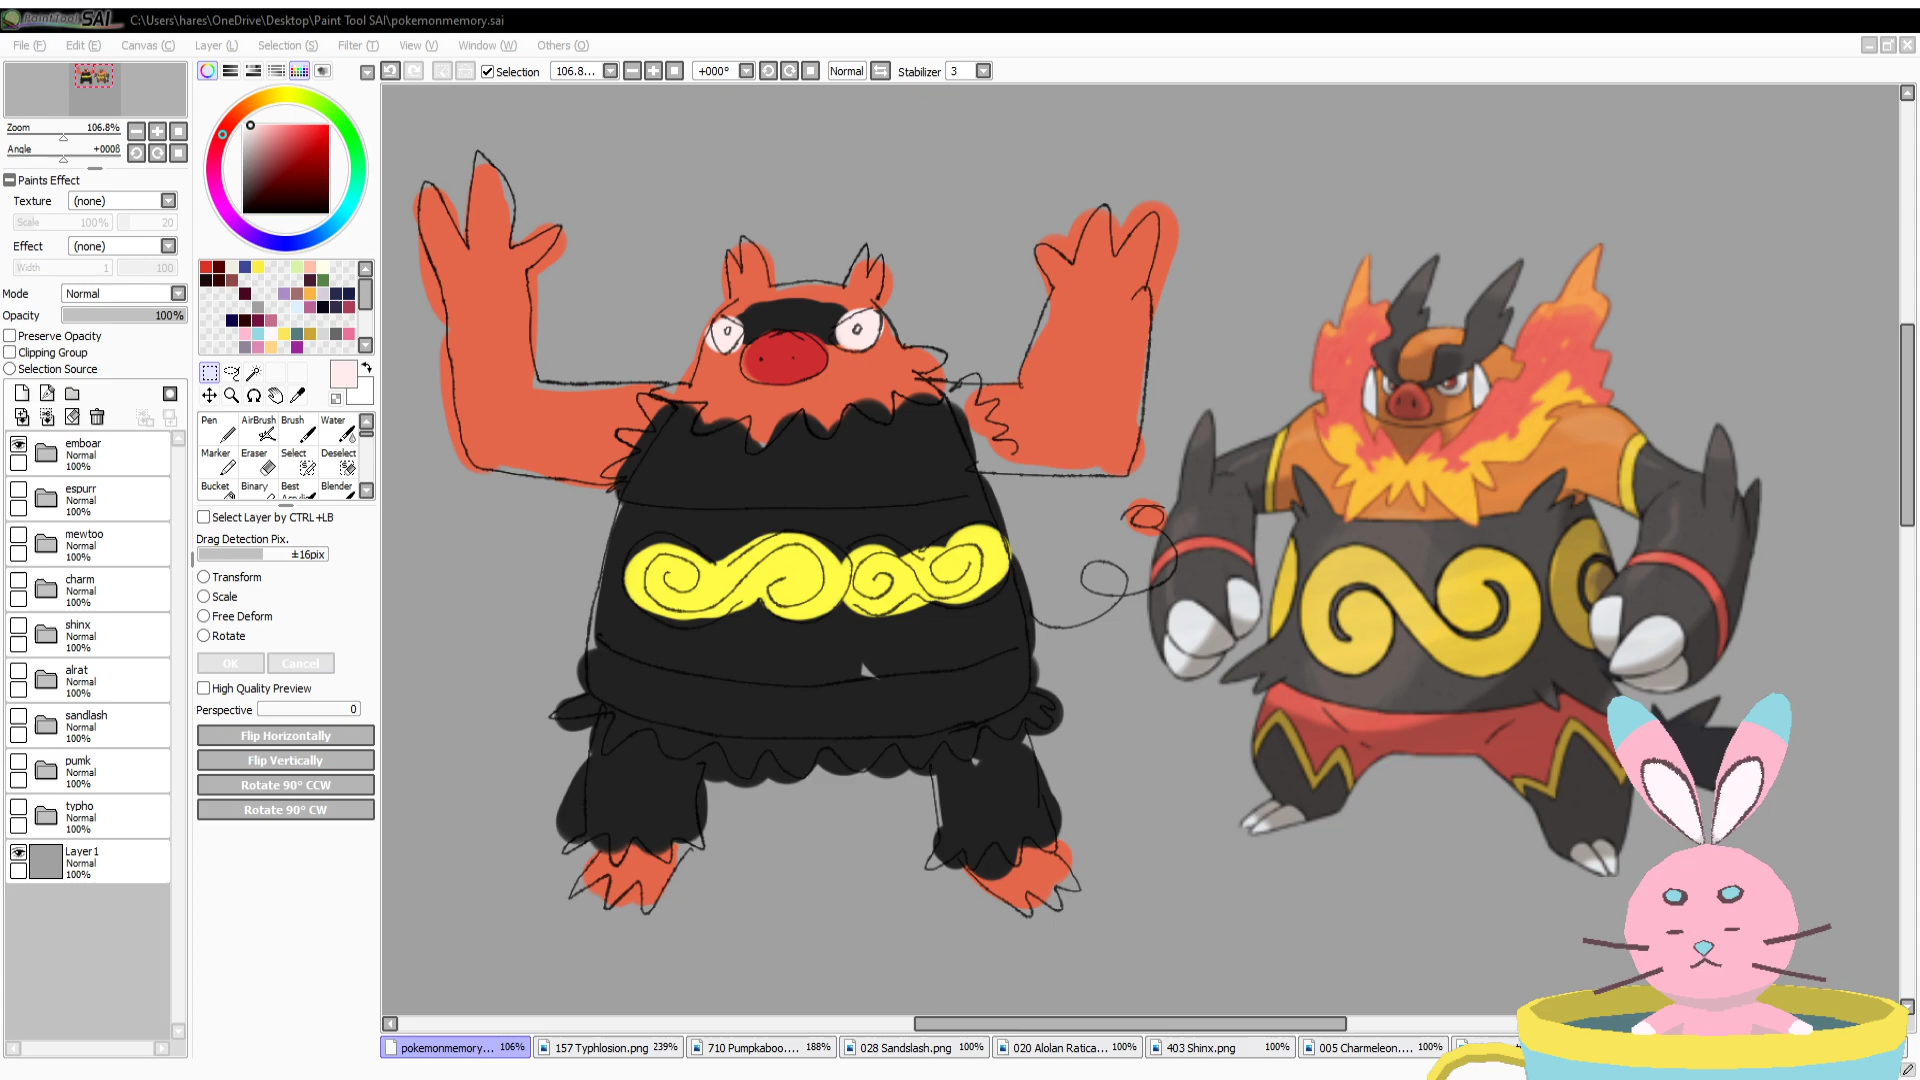 PaintTool SAI C:\Users\hares\OneDrive\Desktop\Paint Tool SAI\pokemonmemory.sai
File (F) Edit (E) Canvas (C) Layer (L) Selection (S) Filter (T) View (V) Window (W) Others (O)
Selection 106.8... +000° Normal Stabilizer 3
Zoom 106.8%
Angle +000ß
Paints Effect
Texture (none)
Scale 100% 20
Effect (none)
Width 1 100
Mode Normal
Opacity 100%
Preserve Opacity
Clipping Group
Selection Source
emboar
Normal
100%
espurr
Normal
100%
mewtoo
Normal
100%
charm
Normal
100%
shinx
Normal
100%
alrat
Normal
100%
sandlash
Normal
100%
pumk
Normal
100%
typho
Normal
100%
Layer1
Normal
100%
Pen AirBrush Brush Water
Marker Eraser Select Deselect
Bucket Binary Best Blender
Select Layer by CTRL+LB
Drag Detection Pix.
±16pix
Transform
Scale
Free Deform
Rotate
OK Cancel
High Quality Preview
Perspective 0
Flip Horizontally
Flip Vertically
Rotate 90° CCW
Rotate 90° CW
pokemonmemory... 106% 157 Typhlosion.png 239% 710 Pumpkaboo.... 188% 028 Sandslash.png 100% 020 Alolan Ratica... 100% 403 Shinx.png 100% 005 Charmeleon.... 100%